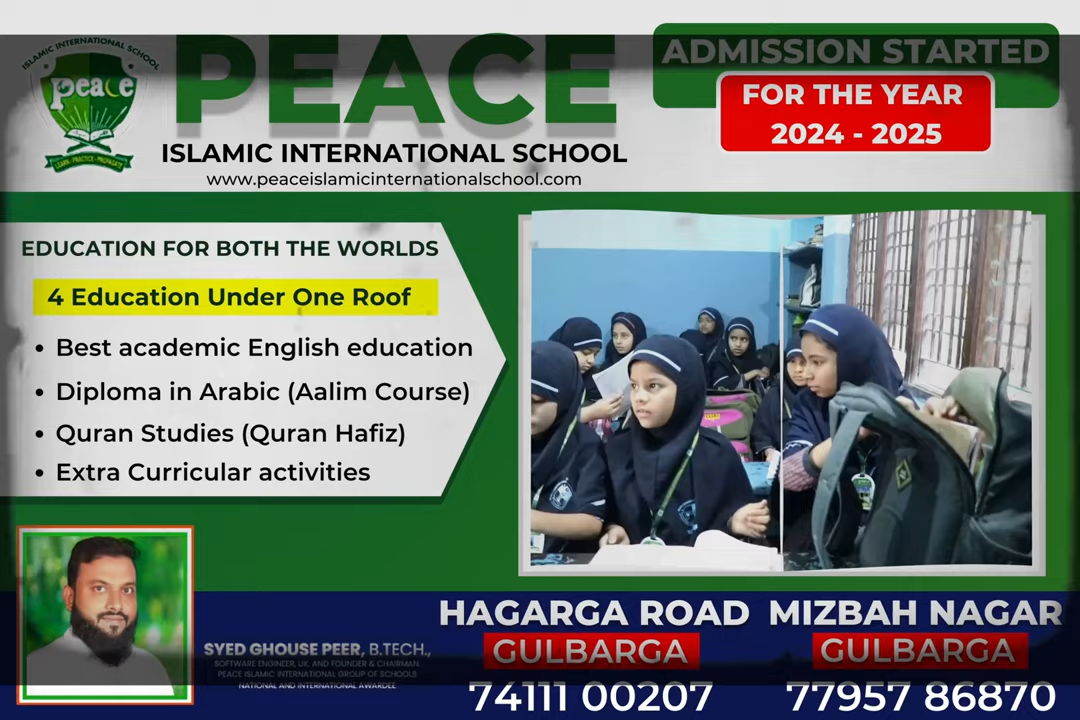 ISLAMIC INTERNATIONAL SCHOOL
peace
LEARN - PRACTICE - PROPAGATE
PEACE
ISLAMIC INTERNATIONAL SCHOOL
www.peaceislamicinternationalschool.com
ADMISSION STARTED
FOR THE YEAR
2024 - 2025
EDUCATION FOR BOTH THE WORLDS
4 Education Under One Roof
• Best academic English education
• Diploma in Arabic (Aalim Course)
• Quran Studies (Quran Hafiz)
• Extra Curricular activities
SYED GHOUSE PEER, B.TECH.,
SOFTWARE ENGINEER, UK. AND FOUNDER & CHAIRMAN.
PEACE ISLAMIC INTERNATIONAL GROUP OF SCHOOLS
NATIONAL AND INTERNATIONAL AWARDEE
HAGARGA ROAD
GULBARGA
74111 00207
MIZBAH NAGAR
GULBARGA
77957 86870